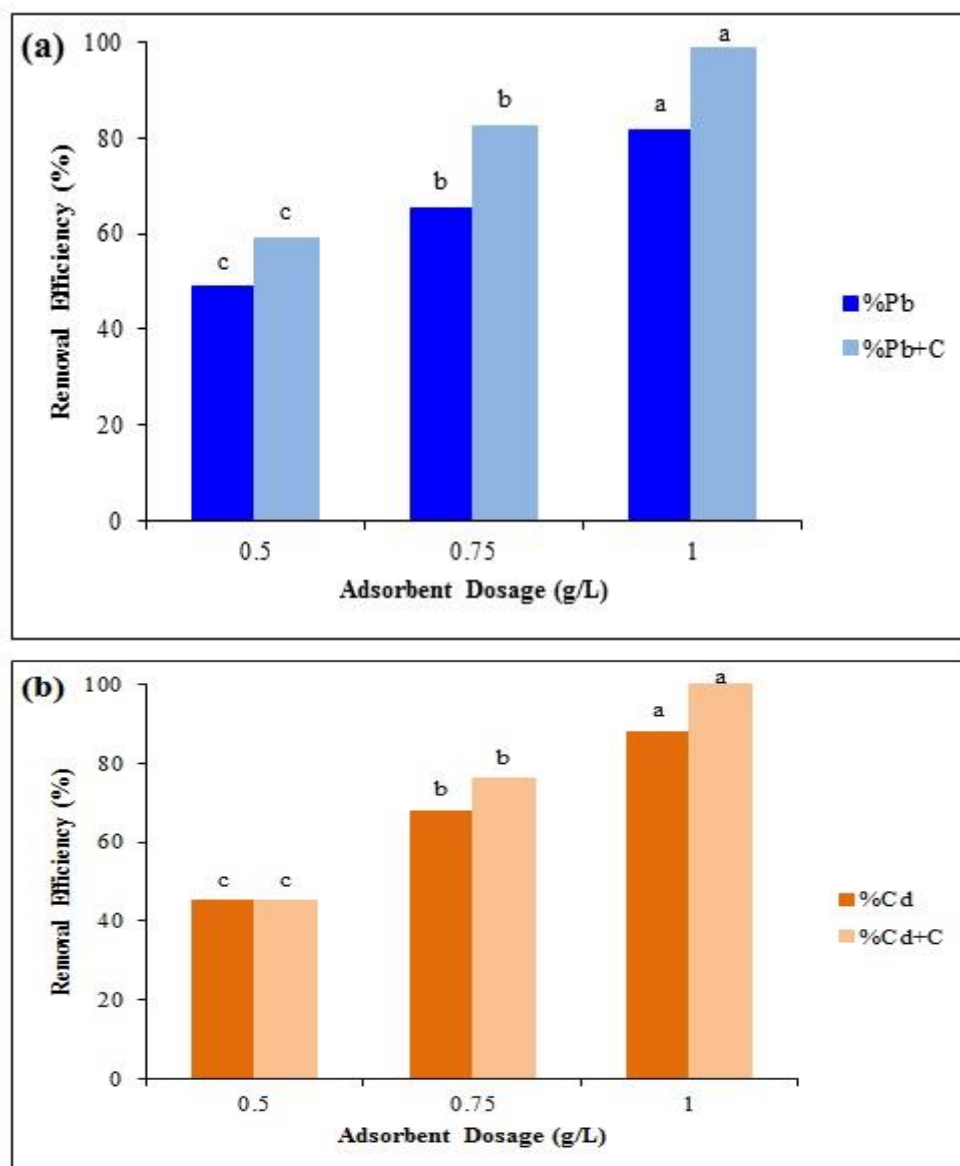 (a)
Removal Efficiency (%)
100
80
60
40
20
0
c
c
b
b
a
a
0.5
0.75
1
Adsorbent Dosage (g/L)
%Pb
%Pb+C
(b)
Removal Efficiency (%)
100
80
60
40
20
0
c
c
b
b
a
a
0.5
0.75
1
Adsorbent Dosage (g/L)
%Cd
%Cd+C